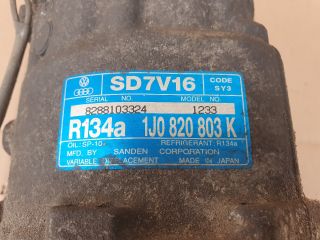 SD7V16 CODE SY3
SERIAL NO. MODEL NO.
8288103324 1233
R134a 1J0 820 803 K
OIL: SP-10 REFRIGERANT: R134a
MFD. BY SANDEN CORPORATION
VARIABLE DISPLACEMENT MADE IN JAPAN